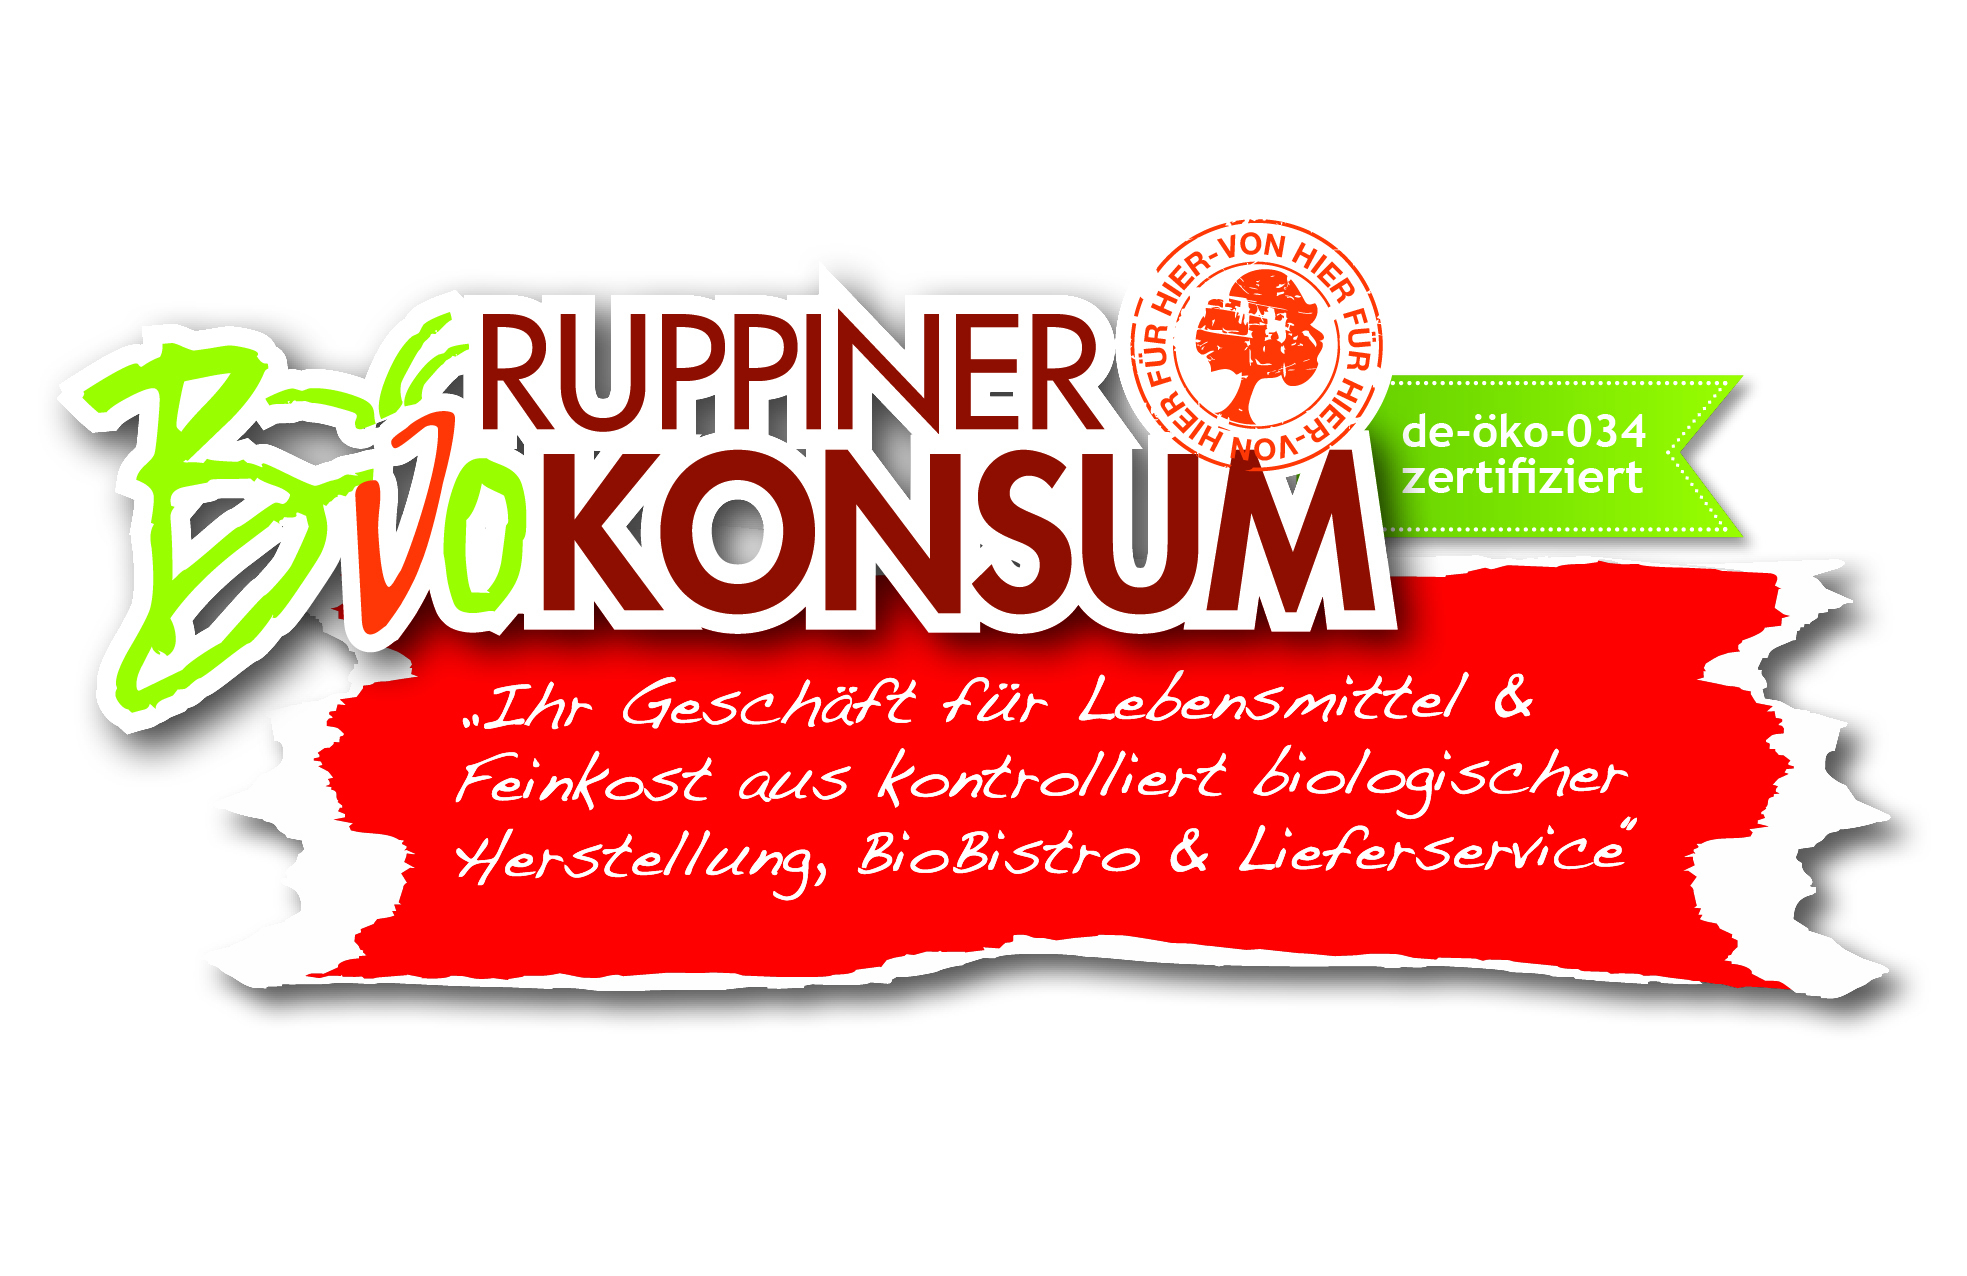 Bio RUPPINER
KONSUM
VON HIER FÜR HIER-VON HIER FÜR HIER-
de-öko-034
zertifiziert
„Ihr Geschäft für Lebensmittel &
Feinkost aus kontrolliert biologischer
Herstellung, BioBistro & Lieferservice“